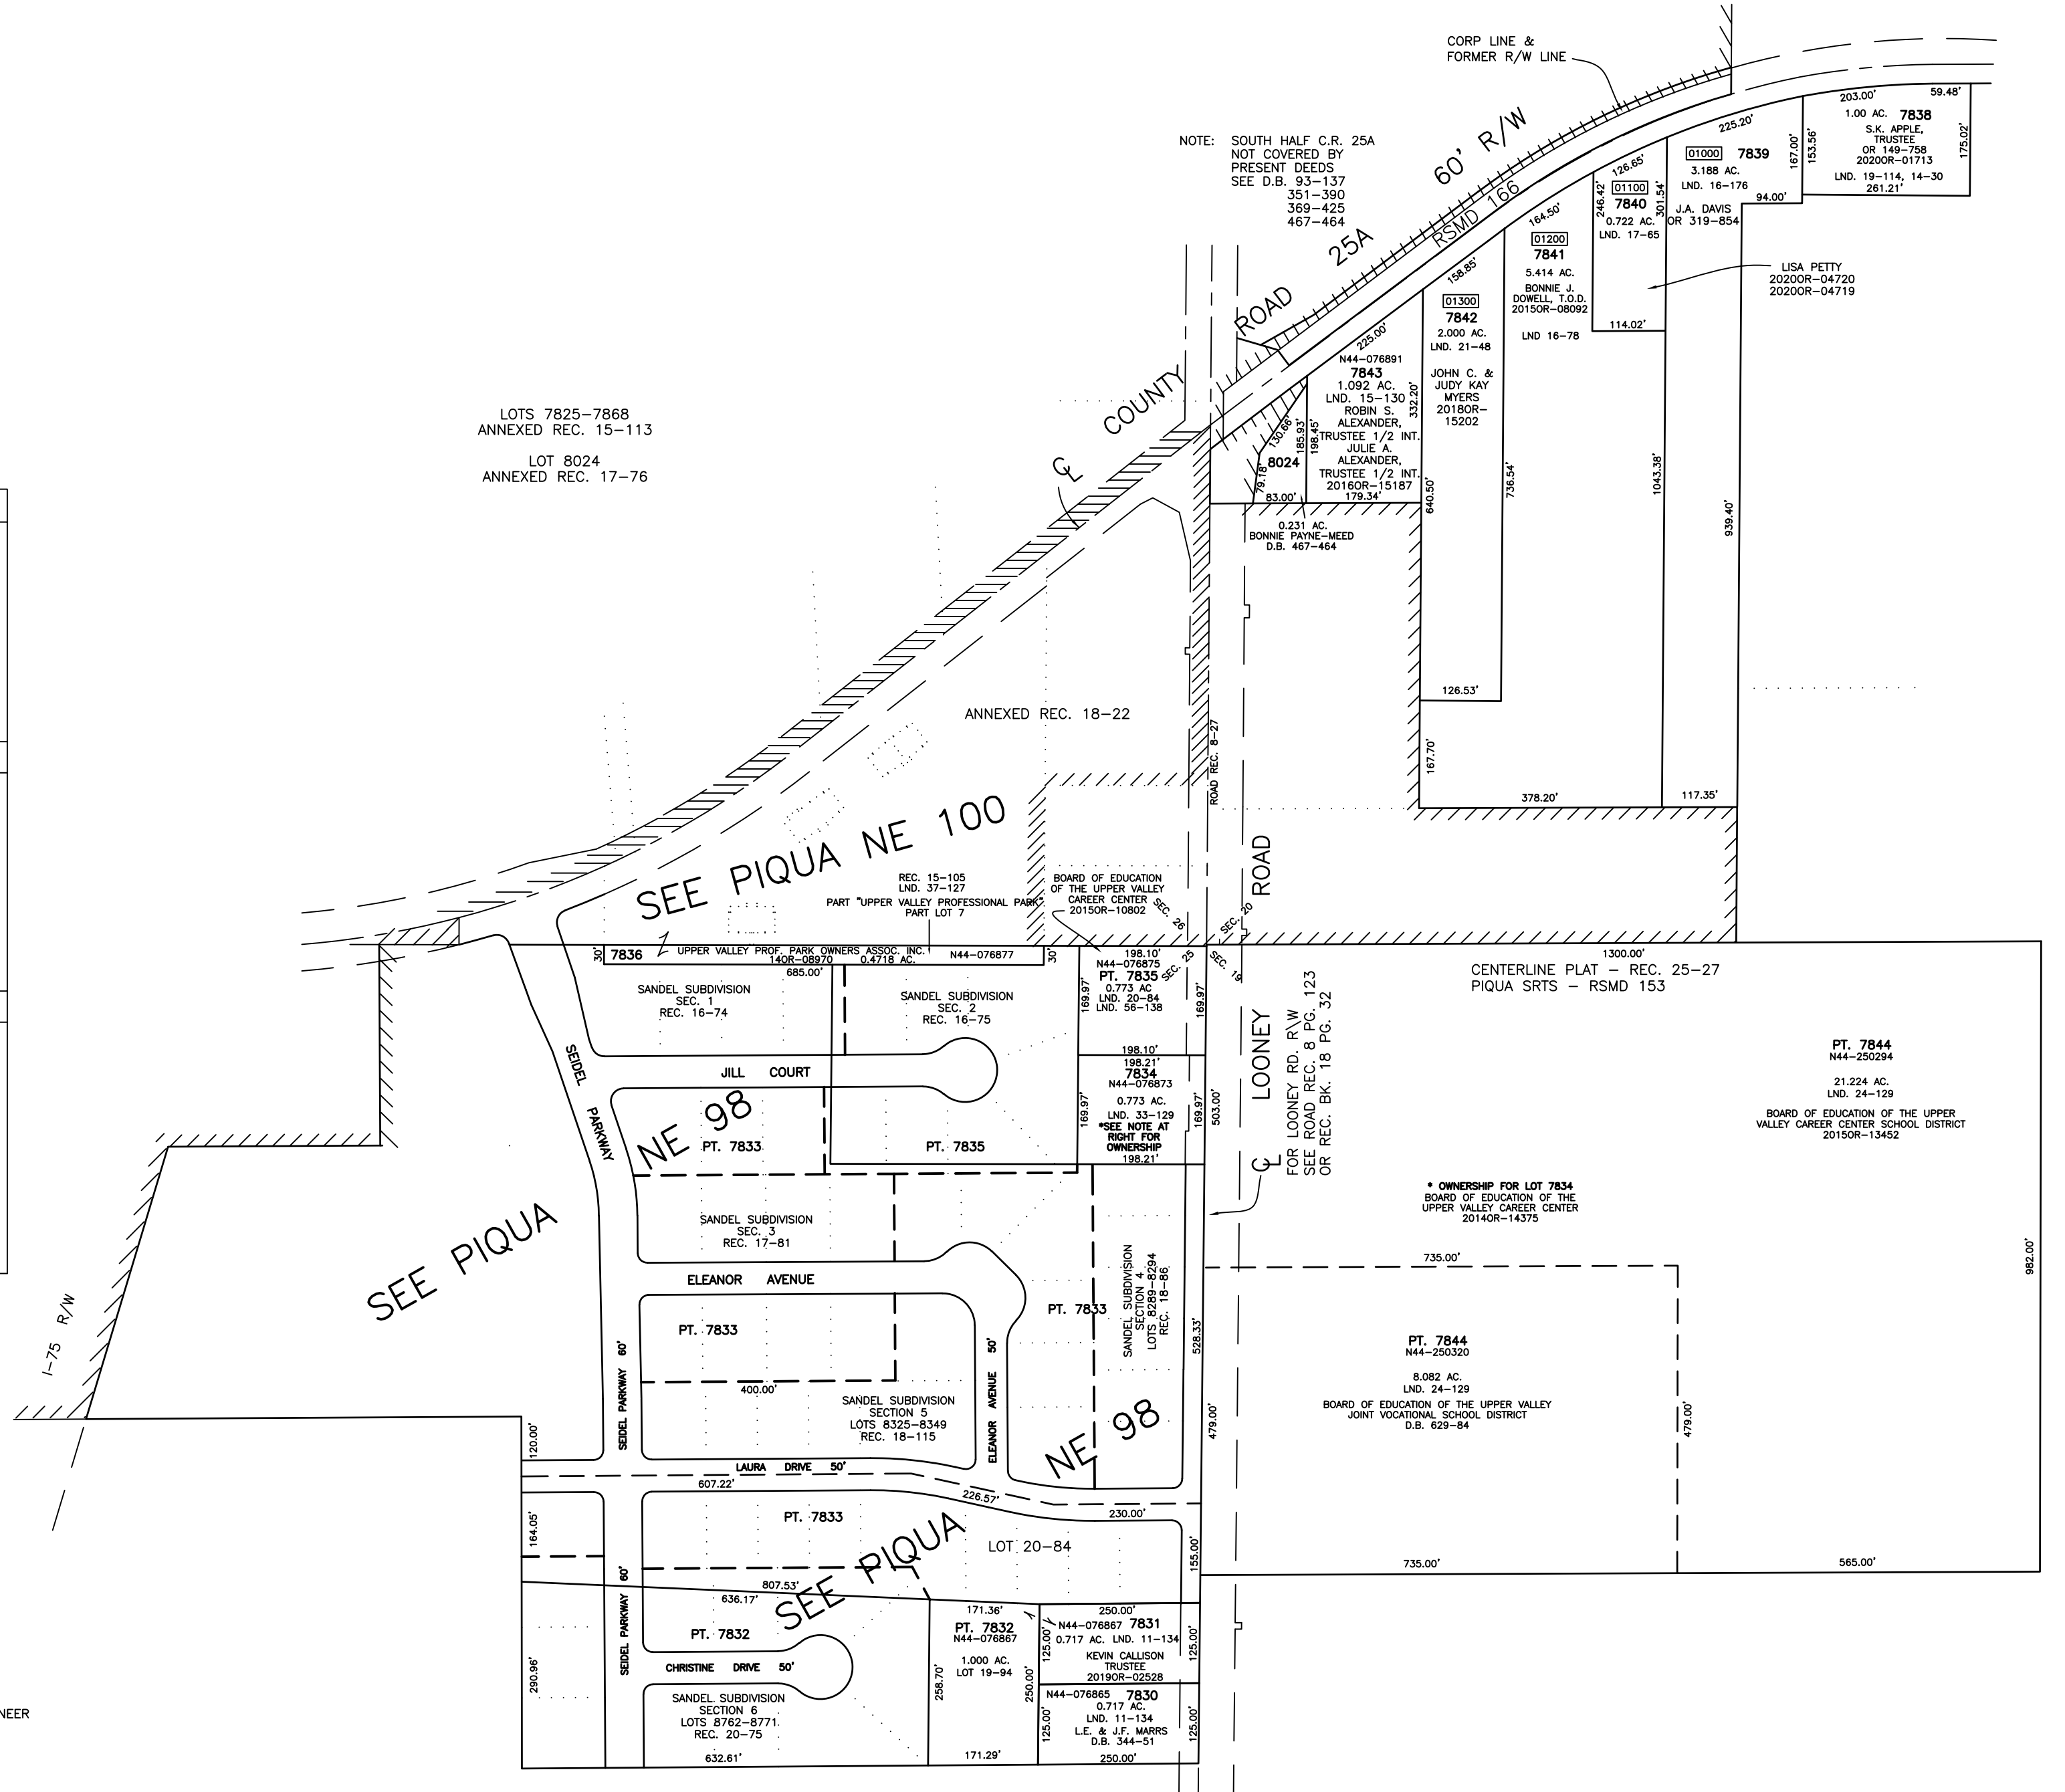 CORP LINE &
FORMER R/W LINE
NOTE: SOUTH HALF C.R. 25A
NOT COVERED BY
PRESENT DEEDS
SEE D.B. 93-137
351-390
369-425
467-464
COUNTY ROAD 25A 60' R/W
RSMD 166
203.00'
59.48'
1.00 AC. 7838
S.K. APPLE,
TRUSTEE
OR 149-758
2020OR-01713
LND. 19-114, 14-30
261.21'
175.02'
153.56'
167.00'
225.20'
01000 7839
3.188 AC.
LND. 16-176
94.00'
J.A. DAVIS
OR 319-854
126.65'
246.42'
301.54'
01100
7840
0.722 AC.
LND. 17-65
LISA PETTY
2020OR-04720
2020OR-04719
114.02'
164.50'
01200
7841
5.414 AC.
BONNIE J.
DOWELL, T.O.D.
2015OR-08092
LND 16-78
158.85'
01300
7842
2.000 AC.
LND. 21-48
JOHN C. &
JUDY KAY
MYERS
2018OR-
15202
225.00'
N44-076891
7843
1.092 AC.
LND. 15-130
ROBIN S.
ALEXANDER,
TRUSTEE 1/2 INT.
JULIE A.
ALEXANDER,
TRUSTEE 1/2 INT.
2016OR-15187
179.34'
332.20'
198.45'
185.93'
130.66'
79.18'
8024
83.00'
0.231 AC.
BONNIE PAYNE-MEED
D.B. 467-464
640.50'
736.54'
1043.38'
939.40'
126.53'
167.70'
378.20'
117.35'
LOTS 7825-7868
ANNEXED REC. 15-113
LOT 8024
ANNEXED REC. 17-76
CL
ANNEXED REC. 18-22
ROAD REC. 8-27
SEE PIQUA NE 100
REC. 15-105
LND. 37-127
PART "UPPER VALLEY PROFESSIONAL PARK"
PART LOT 7
BOARD OF EDUCATION
OF THE UPPER VALLEY
CAREER CENTER
2015OR-10802
SEC. 26
SEC. 20
SEC. 25
SEC. 19
30'
7836
UPPER VALLEY PROF. PARK OWNERS ASSOC. INC.
14OR-08970 0.4718 AC.
N44-076877
30'
685.00'
198.10'
N44-076875
PT. 7835
0.773 AC
LND. 20-84
LND. 56-138
169.97'
169.97'
198.10'
198.21'
7834
N44-076873
0.773 AC.
LND. 33-129
*SEE NOTE AT
RIGHT FOR
OWNERSHIP
198.21'
169.97'
169.97'
503.00'
LOONEY ROAD
CL
FOR LOONEY RD. R\W
SEE ROAD REC. 8 PG. 123
OR REC. BK. 18 PG. 32
1300.00'
CENTERLINE PLAT - REC. 25-27
PIQUA SRTS - RSMD 153
PT. 7844
N44-250294
21.224 AC.
LND. 24-129
BOARD OF EDUCATION OF THE UPPER
VALLEY CAREER CENTER SCHOOL DISTRICT
2015OR-13452
* OWNERSHIP FOR LOT 7834
BOARD OF EDUCATION OF THE
UPPER VALLEY CAREER CENTER
2014OR-14375
735.00'
982.00'
PT. 7844
N44-250320
8.082 AC.
LND. 24-129
BOARD OF EDUCATION OF THE UPPER VALLEY
JOINT VOCATIONAL SCHOOL DISTRICT
D.B. 629-84
479.00'
479.00'
735.00'
565.00'
SANDEL SUBDIVISION
SEC. 1
REC. 16-74
SANDEL SUBDIVISION
SEC. 2
REC. 16-75
SEIDEL PARKWAY
JILL COURT
NE 98
PT. 7833
PT. 7835
SEE PIQUA
SANDEL SUBDIVISION
SEC. 3
REC. 17-81
ELEANOR AVENUE
PT. 7833
PT. 7833
SANDEL SUBDIVISION
SECTION 4
LOTS 8289-8294
REC. 18-86
528.33'
SEIDEL PARKWAY 60'
400.00'
SANDEL SUBDIVISION
SECTION 5
LOTS 8325-8349
REC. 18-115
ELEANOR AVENUE 50'
NE 98
I-75 R/W
120.00'
LAURA DRIVE 50'
607.22'
226.57'
230.00'
164.05'
PT. 7833
LOT 20-84
155.00'
SEE PIQUA
SEIDEL PARKWAY 60'
807.53'
636.17'
171.36'
250.00'
PT. 7832
PT. 7832
N44-076867
1.000 AC.
LOT 19-94
N44-076867 7831
0.717 AC. LND. 11-134
KEVIN CALLISON
TRUSTEE
2019OR-02528
125.00'
125.00'
CHRISTINE DRIVE 50'
290.96'
258.70'
250.00'
N44-076865 7830
0.717 AC.
LND. 11-134
L.E. & J.F. MARRS
D.B. 344-51
125.00'
125.00'
SANDEL SUBDIVISION
SECTION 6
LOTS 8762-8771
REC. 20-75
632.61'
171.29'
250.00'
NEER